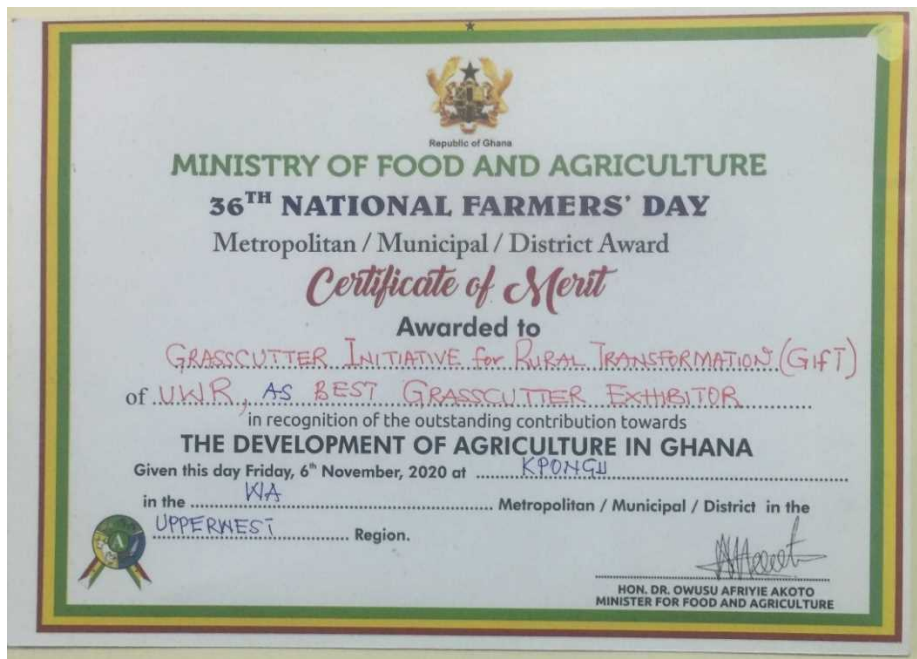 Republic of Ghana
MINISTRY OF FOOD AND AGRICULTURE
36TH NATIONAL FARMERS' DAY
Metropolitan / Municipal / District Award
Certificate of Merit
Awarded to
GRASSCUTTER INITIATIVE for RURAL TRANSFORMATION (GIFT)
of UWR, AS BEST GRASSCUTTER EXHIBITOR
in recognition of the outstanding contribution towards
THE DEVELOPMENT OF AGRICULTURE IN GHANA
Given this day Friday, 6th November, 2020 at KPONGU
in the WA Metropolitan / Municipal / District in the
UPPERWEST Region.
HON. DR. OWUSU AFRIYIE AKOTO
MINISTER FOR FOOD AND AGRICULTURE